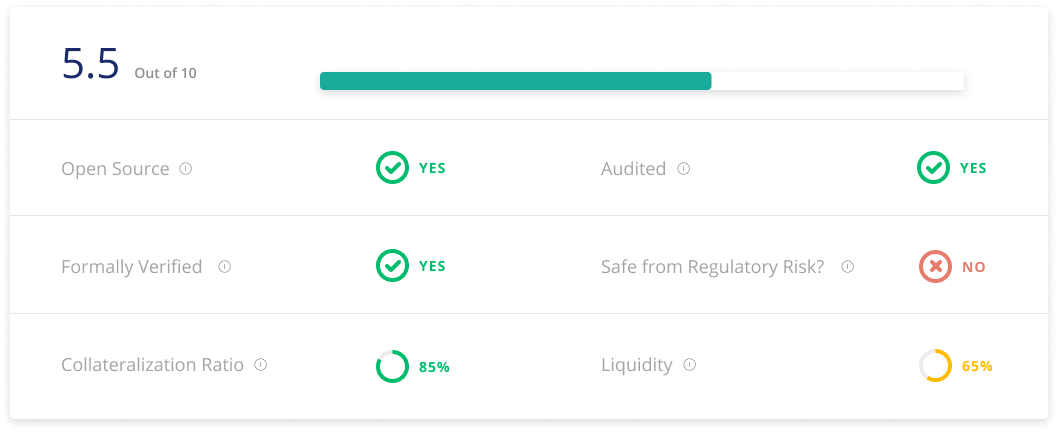 5.5 Out of 10
Open Source YES Audited YES
Formally Verified YES Safe from Regulatory Risk? NO
Collateralization Ratio 85% Liquidity 65%